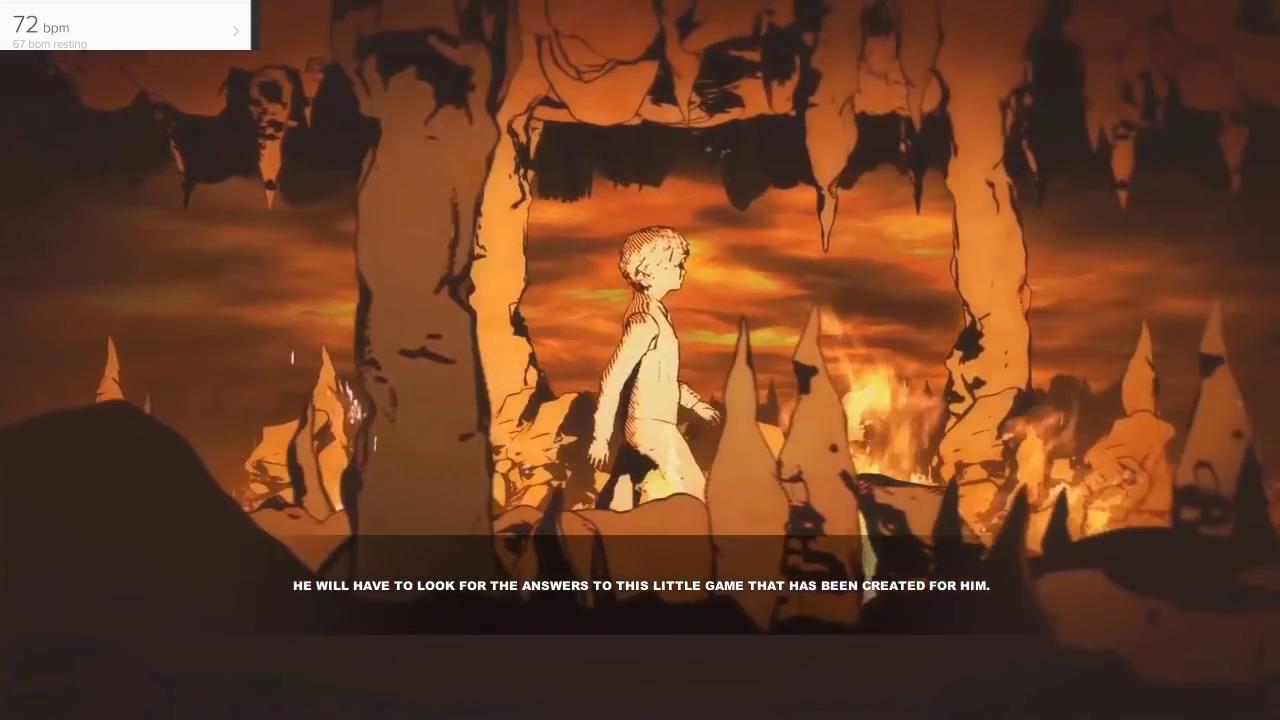 72 bpm
67 bpm resting
HE WILL HAVE TO LOOK FOR THE ANSWERS TO THIS LITTLE GAME THAT HAS BEEN CREATED FOR HIM.